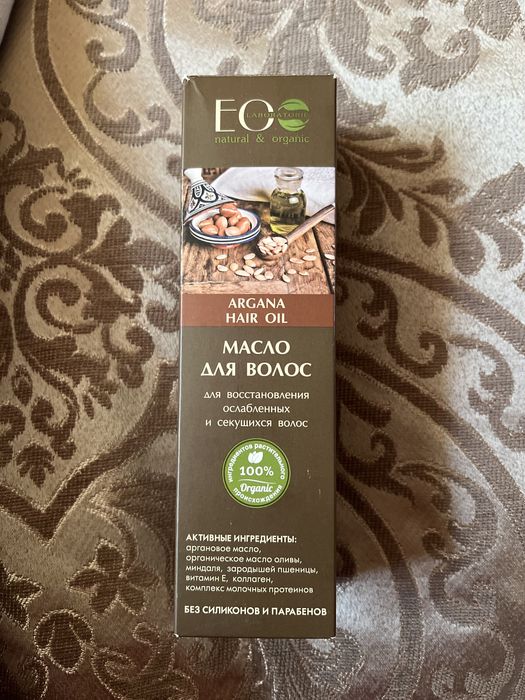 EO
LABORATORIE
natural & organic
ARGANA
HAIR OIL
МАСЛО
ДЛЯ ВОЛОС
для восстановления
ослабленных
и секущихся волос
ингредиентов растительного
100%
Organic
происхождения
АКТИВНЫЕ ИНГРЕДИЕНТЫ:
аргановое масло,
органическое масло оливы,
миндаля, зародышей пшеницы,
витамин Е, коллаген,
комплекс молочных протеинов
БЕЗ СИЛИКОНОВ И ПАРАБЕНОВ